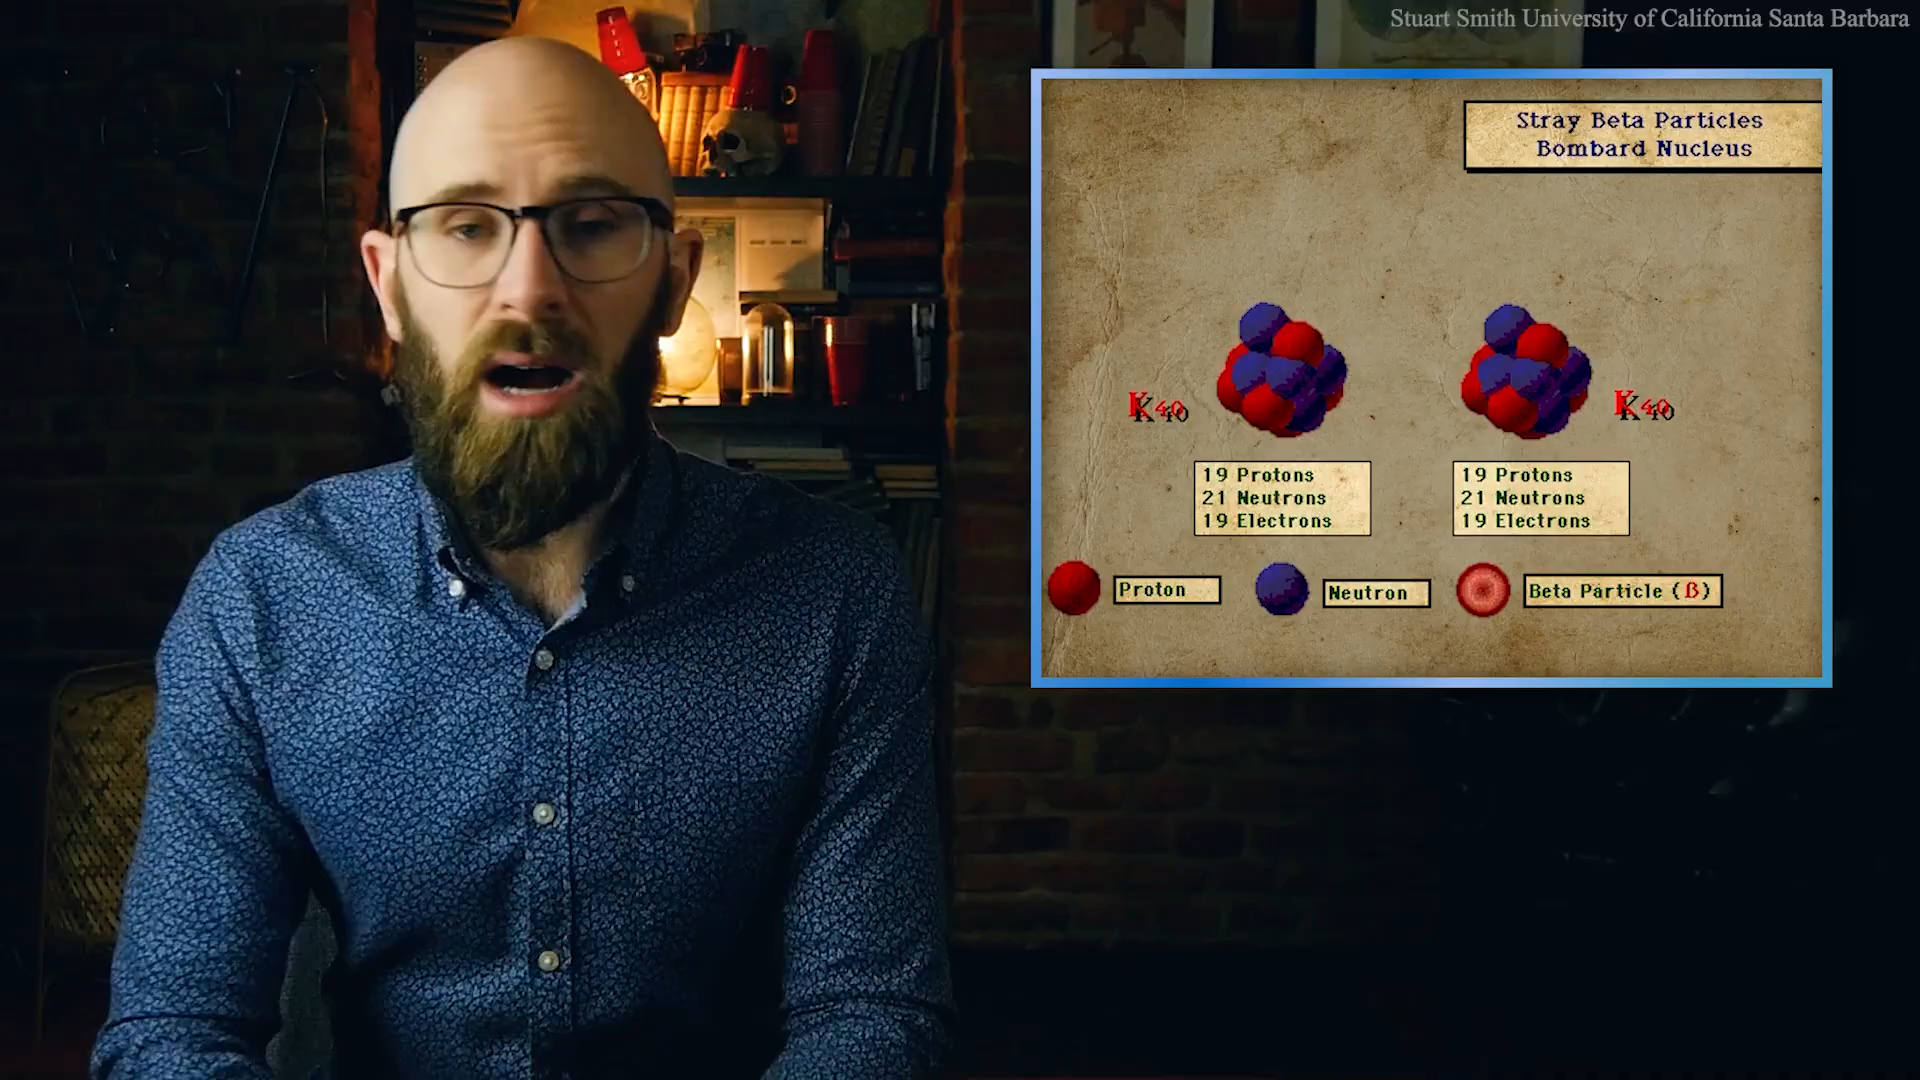 Stuart Smith University of California Santa Barbara
Stray Beta Particles
Bombard Nucleus
K40
K40
19 Protons
21 Neutrons
19 Electrons
19 Protons
21 Neutrons
19 Electrons
Proton
Neutron
Beta Particle (ß)